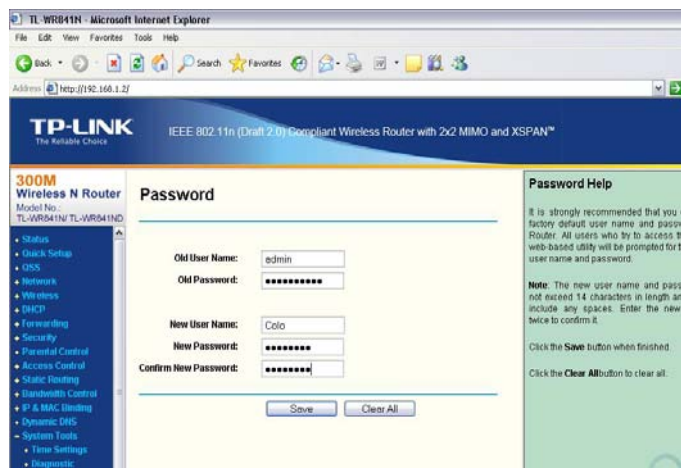 TL-WR841N - Microsoft Internet Explorer
File Edit View Favorites Tools Help
Back Search Favorites
Address http://192.168.1.2/
TP-LINK
The Reliable Choice
IEEE 802.11n (Draft 2.0) Compliant Wireless Router with 2x2 MIMO and XSPAN™
300M
Wireless N Router
Model No.:
TL-WR841N/ TL-WR841ND
• Status
• Quick Setup
• QSS
+ Network
+ Wireless
+ DHCP
+ Forwarding
+ Security
• Parental Control
+ Access Control
+ Static Routing
+ Bandwidth Control
+ IP & MAC Binding
• Dynamic DNS
- System Tools
• Time Settings
• Diagnostic
Password
Old User Name: admin
Old Password: ••••••••••
New User Name: Colo
New Password: ••••••••
Confirm New Password: ••••••••
Save Clear All
Password Help
It is strongly recommended that you
factory default user name and
Router. All users who try to access
web-based utility will be prompted for
user name and password.
Note: The new user name and
not exceed 14 characters in length
include any spaces. Enter the new
twice to confirm it.
Click the Save button when finished.
Click the Clear All button to clear all.